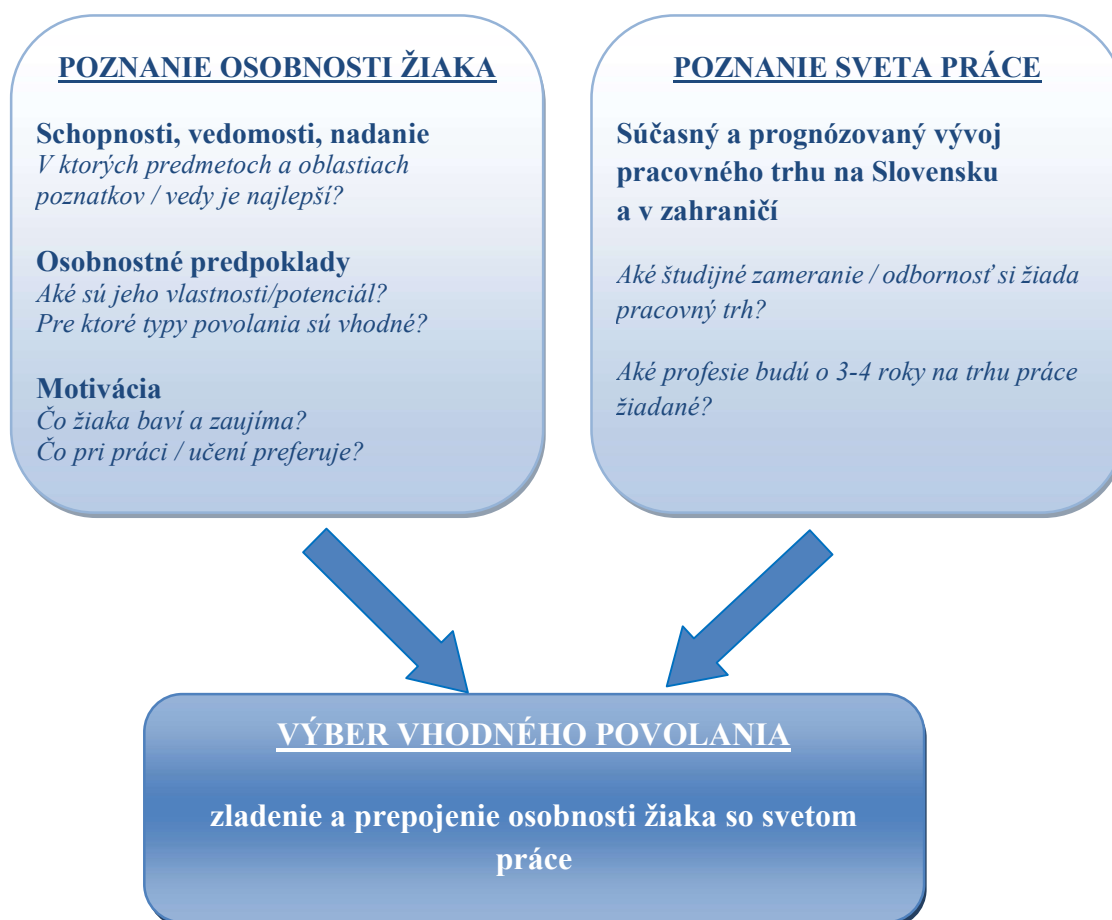 POZNANIE OSOBNOSTI ŽIAKA
Schopnosti, vedomosti, nadanie
V ktorých predmetoch a oblastiach
poznatkov / vedy je najlepší?
Osobnostné predpoklady
Aké sú jeho vlastnosti/potenciál?
Pre ktoré typy povolania sú vhodné?
Motivácia
Čo žiaka baví a zaujíma?
Čo pri práci / učení preferuje?
POZNANIE SVETA PRÁCE
Súčasný a prognózovaný vývoj
pracovného trhu na Slovensku
a v zahraničí
Aké študijné zameranie / odbornosť si žiada
pracovný trh?
Aké profesie budú o 3-4 roky na trhu práce
žiadané?
VÝBER VHODNÉHO POVOLANIA
zladenie a prepojenie osobnosti žiaka so svetom
práce